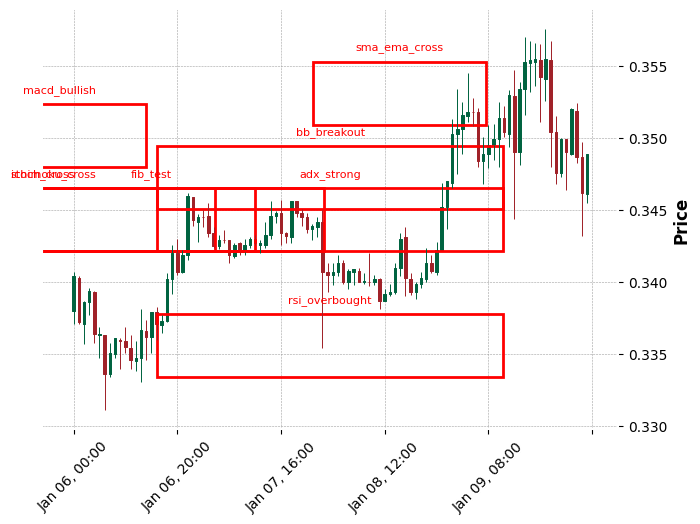 sma_ema_cross
macd_bullish
bb_breakout
fib_test
adx_strong
rsi_overbought
0.355
0.350
0.345
0.340
0.335
0.330
Price
Jan 06, 00:00
Jan 06, 20:00
Jan 07, 16:00
Jan 08, 12:00
Jan 09, 08:00